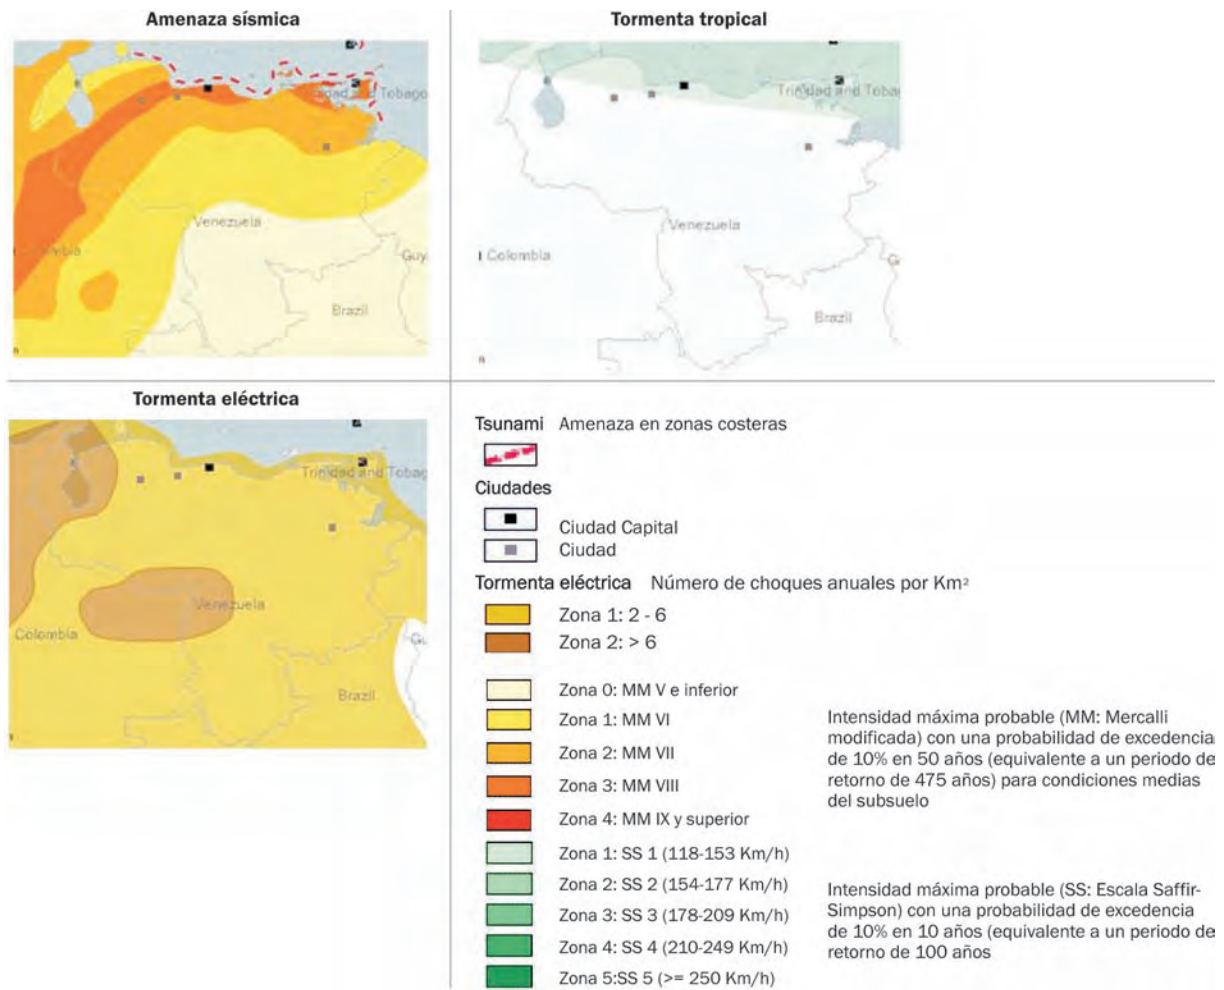 Amenaza sísmica
Trinidad and Tobago
Venezuela
Colombia
Guy
Brazil
Tormenta tropical
Trinidad and Tobag
Venezuela
Colombia
G
Brazil
Tormenta eléctrica
Trinidad and Tobag
Venezuela
Colombia
Gu
Brazil
Tsunami Amenaza en zonas costeras
Ciudades
Ciudad Capital
Ciudad
Tormenta eléctrica Número de choques anuales por Km²
Zona 1: 2 - 6
Zona 2: > 6
Zona 0: MM V e inferior
Zona 1: MM VI
Zona 2: MM VII
Zona 3: MM VIII
Zona 4: MM IX y superior
Intensidad máxima probable (MM: Mercalli
modificada) con una probabilidad de excedencia
de 10% en 50 años (equivalente a un periodo de
retorno de 475 años) para condiciones medias
del subsuelo
Zona 1: SS 1 (118-153 Km/h)
Zona 2: SS 2 (154-177 Km/h)
Zona 3: SS 3 (178-209 Km/h)
Zona 4: SS 4 (210-249 Km/h)
Zona 5:SS 5 (>= 250 Km/h)
Intensidad máxima probable (SS: Escala Saffir-
Simpson) con una probabilidad de excedencia
de 10% en 10 años (equivalente a un periodo de
retorno de 100 años